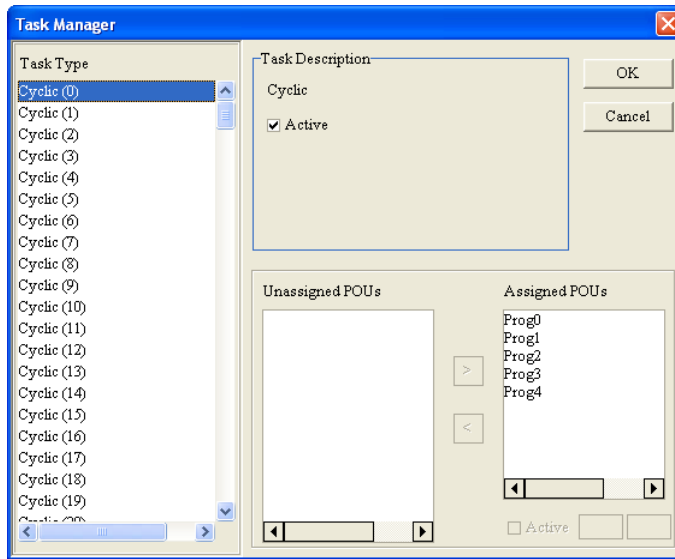 Task Manager
Task Type
Cyclic (0)
Cyclic (1)
Cyclic (2)
Cyclic (3)
Cyclic (4)
Cyclic (5)
Cyclic (6)
Cyclic (7)
Cyclic (8)
Cyclic (9)
Cyclic (10)
Cyclic (11)
Cyclic (12)
Cyclic (13)
Cyclic (14)
Cyclic (15)
Cyclic (16)
Cyclic (17)
Cyclic (18)
Cyclic (19)
Cyclic (20)
Task Description
Cyclic
Active
OK
Cancel
Unassigned POUs
>
<
Assigned POUs
Prog0
Prog1
Prog2
Prog3
Prog4
Active